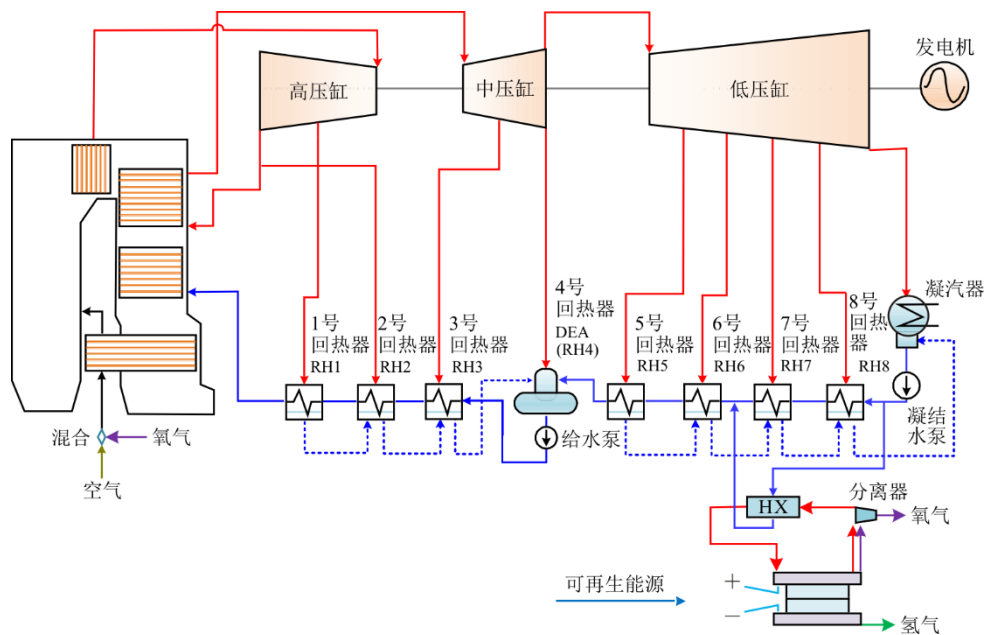 发电机
高压缸
中压缸
低压缸
凝汽器
1号
回热器
RH1
2号
回热器
RH2
3号
回热器
RH3
4号
回热器
DEA
(RH4)
5号
回热器
RH5
6号
回热器
RH6
7号
回热器
RH7
8号
回热
器
RH8
凝结
水泵
给水泵
混合
氧气
空气
分离器
HX
氧气
可再生能源
+
−
氢气